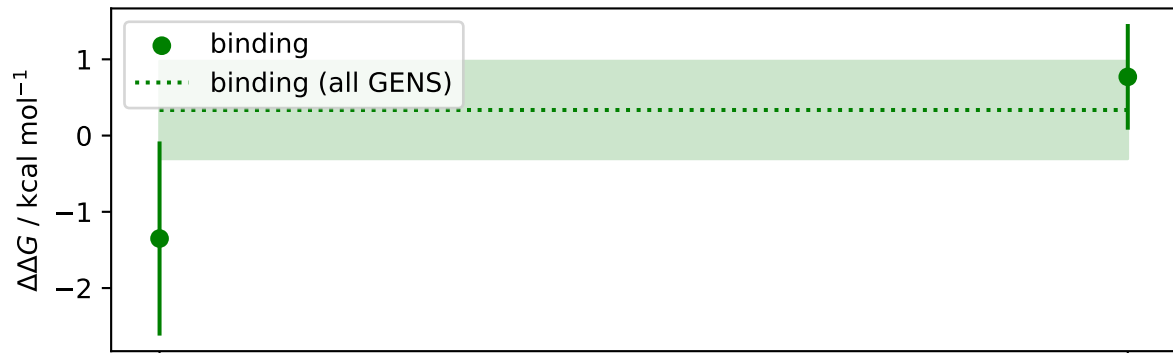 binding
binding (all GENS)
1
0
−1
−2
ΔΔG / kcal mol⁻¹